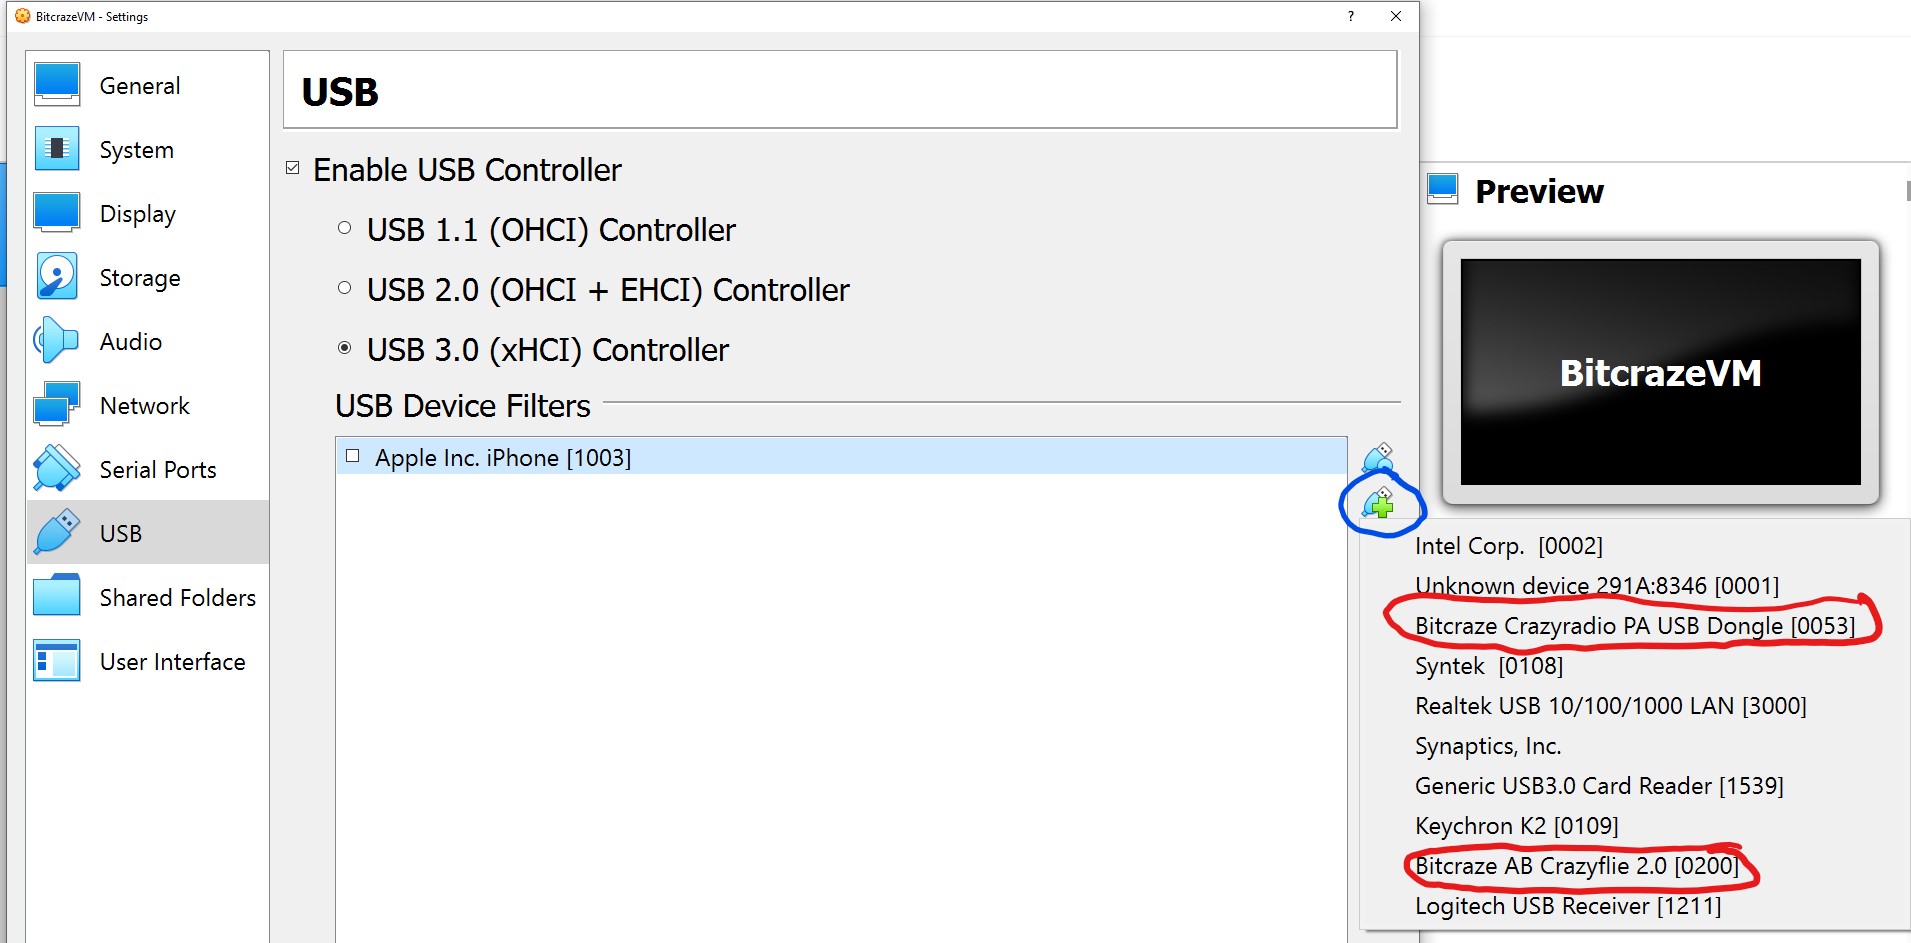 BitcrazeVM - Settings
?
General
System
Display
Storage
Audio
Network
Serial Ports
USB
Shared Folders
User Interface
USB
Enable USB Controller
USB 1.1 (OHCI) Controller
USB 2.0 (OHCI + EHCI) Controller
USB 3.0 (xHCI) Controller
USB Device Filters
Apple Inc. iPhone [1003]
Preview
BitcrazeVM
Intel Corp.  [0002]
Unknown device 291A:8346 [0001]
Bitcraze Crazyradio PA USB Dongle [0053]
Syntek  [0108]
Realtek USB 10/100/1000 LAN [3000]
Synaptics, Inc.
Generic USB3.0 Card Reader [1539]
Keychron K2 [0109]
Bitcraze AB Crazyflie 2.0 [0200]
Logitech USB Receiver [1211]